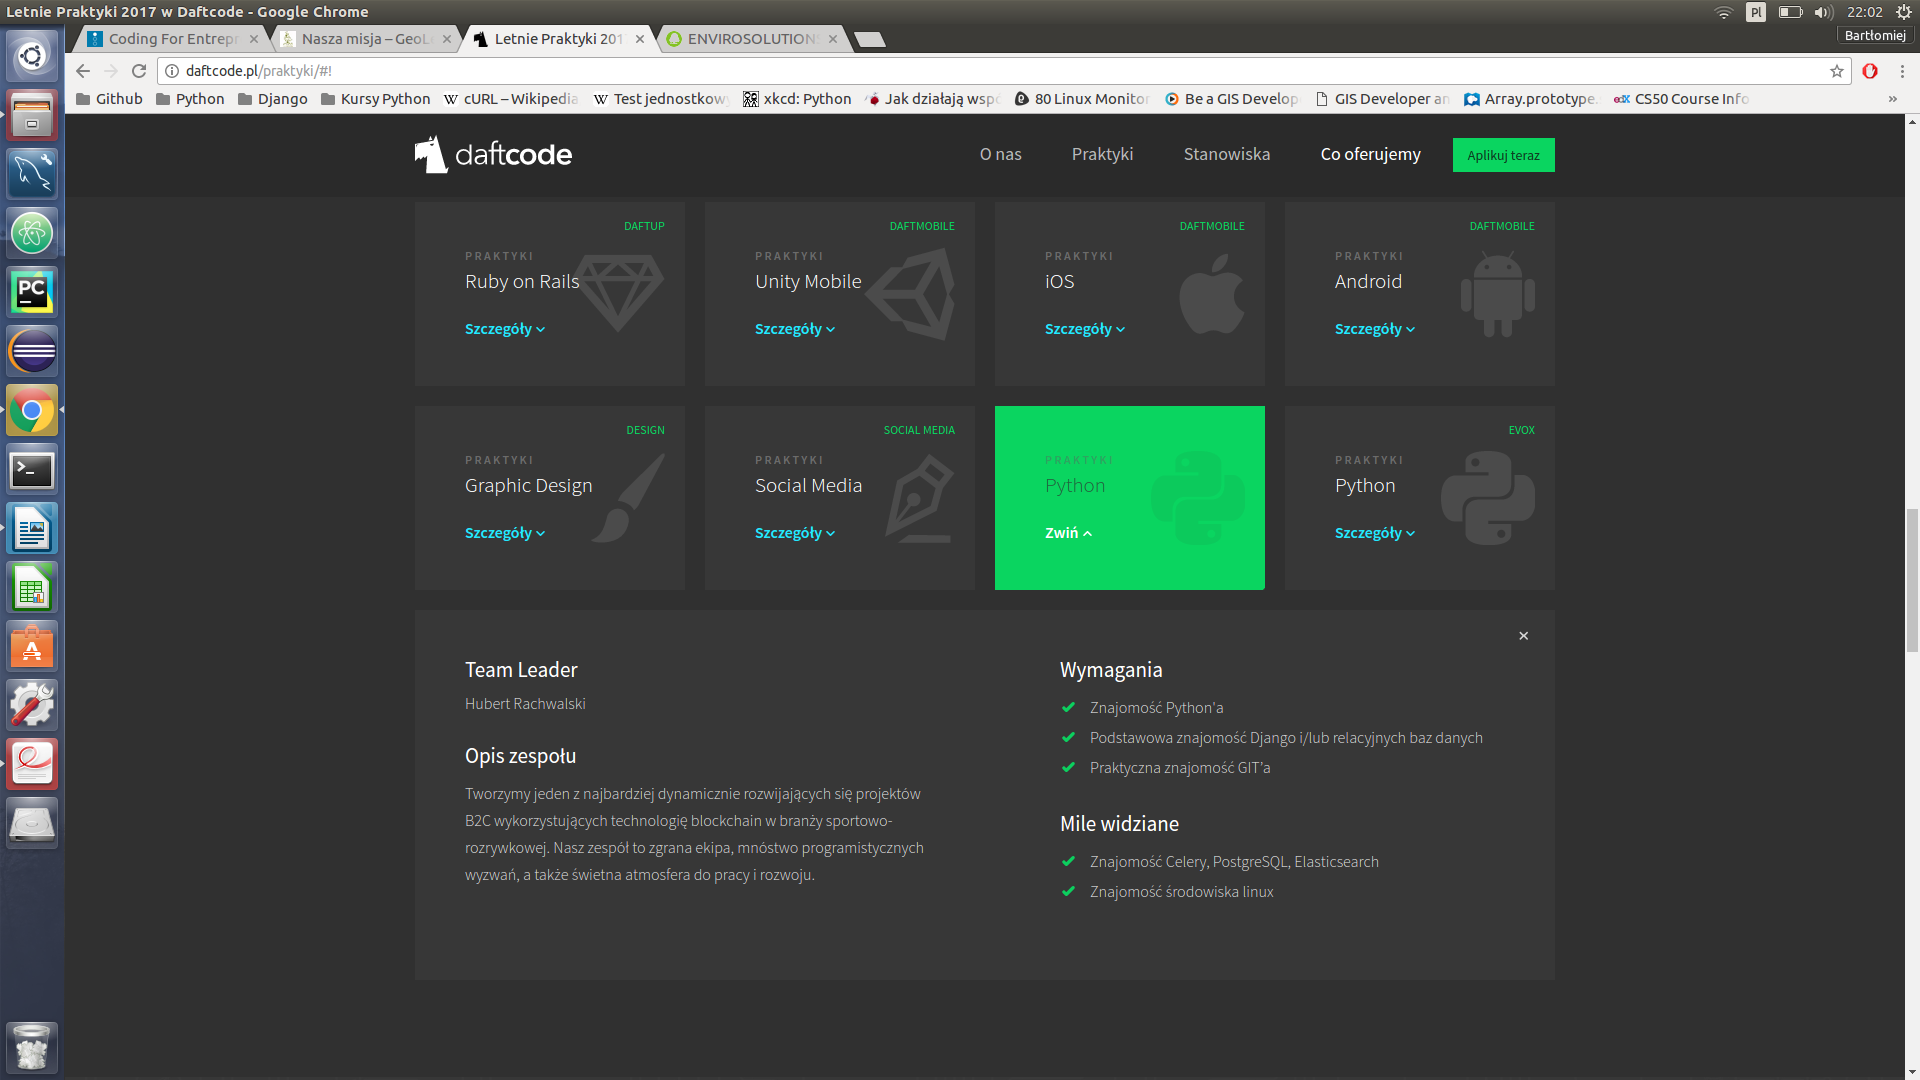 Letnie Praktyki 2017 w Daftcode - Google Chrome
Pl
22:02
Bartłomiej
Coding For Entrepr
Nasza misja – GeoL
Letnie Praktyki 201
ENVIROSOLUTION
daftcode.pl/praktyki/#!
Github
Python
Django
Kursy Python
cURL – Wikipedia
Test jednostkow
xkcd: Python
Jak działają wspó
80 Linux Monitor
Be a GIS Develop
GIS Developer an
Array.prototype.
CS50 Course Info
»
daftcode
O nas
Praktyki
Stanowiska
Co oferujemy
Aplikuj teraz
DAFTUP
PRAKTYKI
Ruby on Rails
Szczegóły
DAFTMOBILE
PRAKTYKI
Unity Mobile
Szczegóły
DAFTMOBILE
PRAKTYKI
iOS
Szczegóły
DAFTMOBILE
PRAKTYKI
Android
Szczegóły
DESIGN
PRAKTYKI
Graphic Design
Szczegóły
SOCIAL MEDIA
PRAKTYKI
Social Media
Szczegóły
PRAKTYKI
Python
Zwiń
EVOX
PRAKTYKI
Python
Szczegóły
Team Leader
Hubert Rachwalski
Opis zespołu
Tworzymy jeden z najbardziej dynamicznie rozwijających się projektów
B2C wykorzystujących technologię blockchain w branży sportowo-
rozrywkowej. Nasz zespół to zgrana ekipa, mnóstwo programistycznych
wyzwań, a także świetna atmosfera do pracy i rozwoju.
Wymagania
Znajomość Python'a
Podstawowa znajomość Django i/lub relacyjnych baz danych
Praktyczna znajomość GIT'a
Mile widziane
Znajomość Celery, PostgreSQL, Elasticsearch
Znajomość środowiska linux